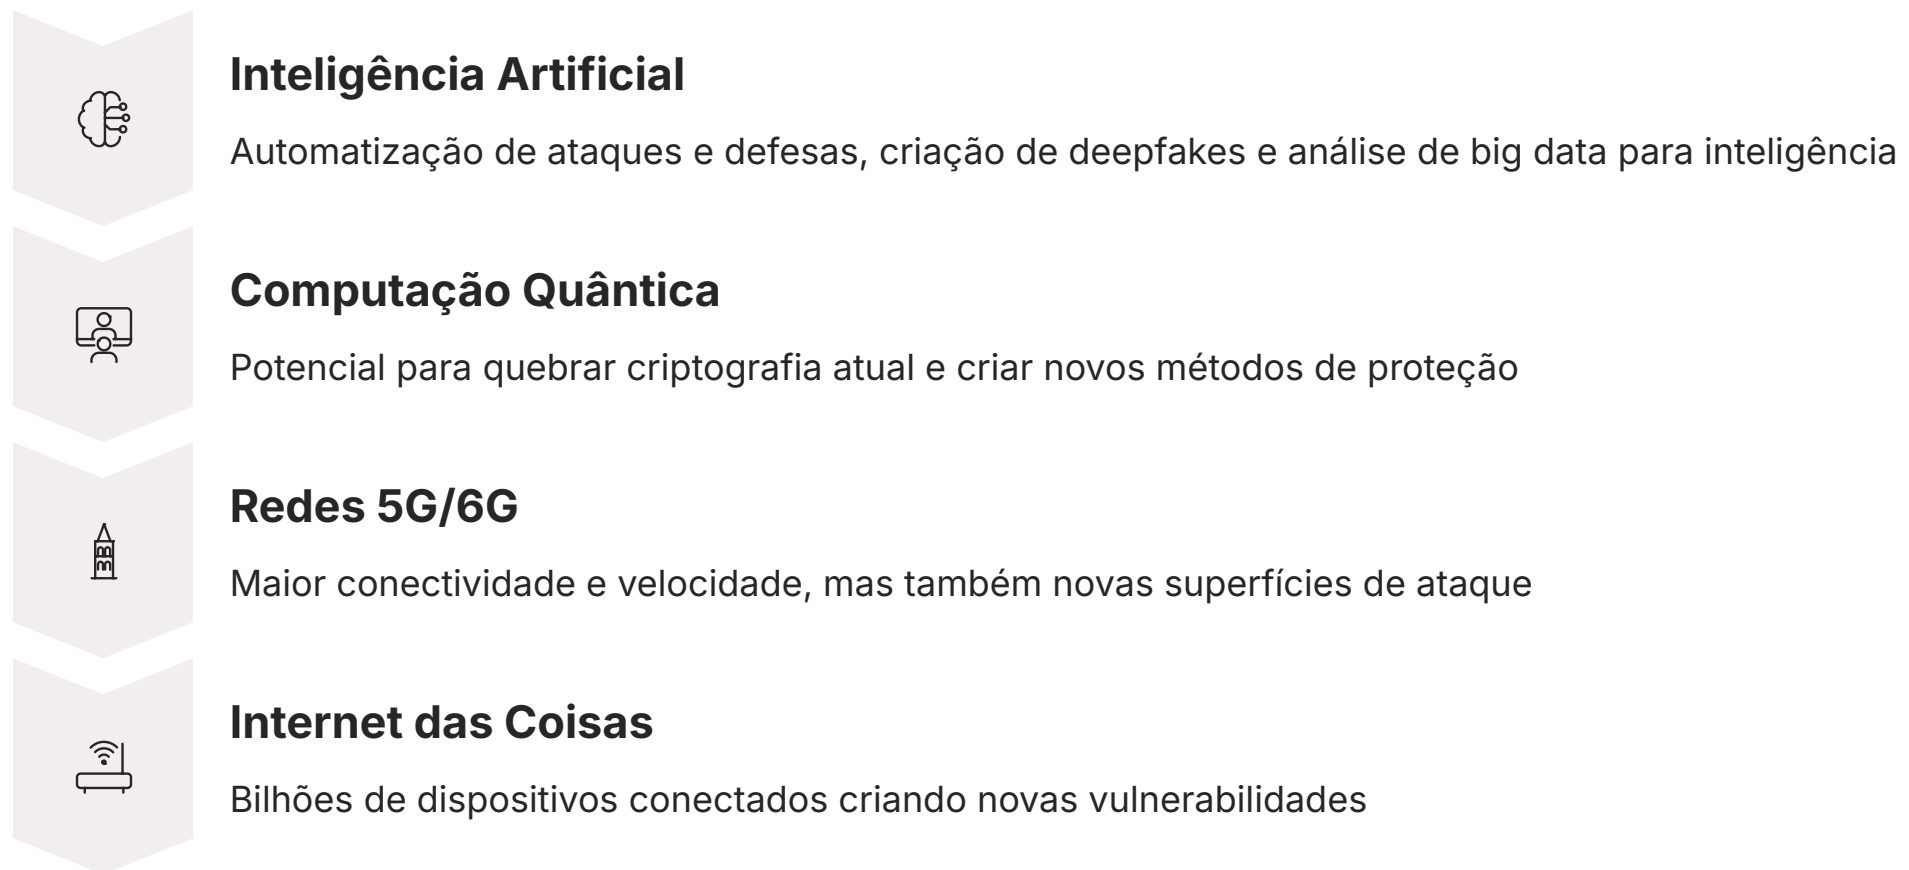 Inteligência Artificial
Automatização de ataques e defesas, criação de deepfakes e análise de big data para inteligência
Computação Quântica
Potencial para quebrar criptografia atual e criar novos métodos de proteção
Redes 5G/6G
Maior conectividade e velocidade, mas também novas superfícies de ataque
Internet das Coisas
Bilhões de dispositivos conectados criando novas vulnerabilidades